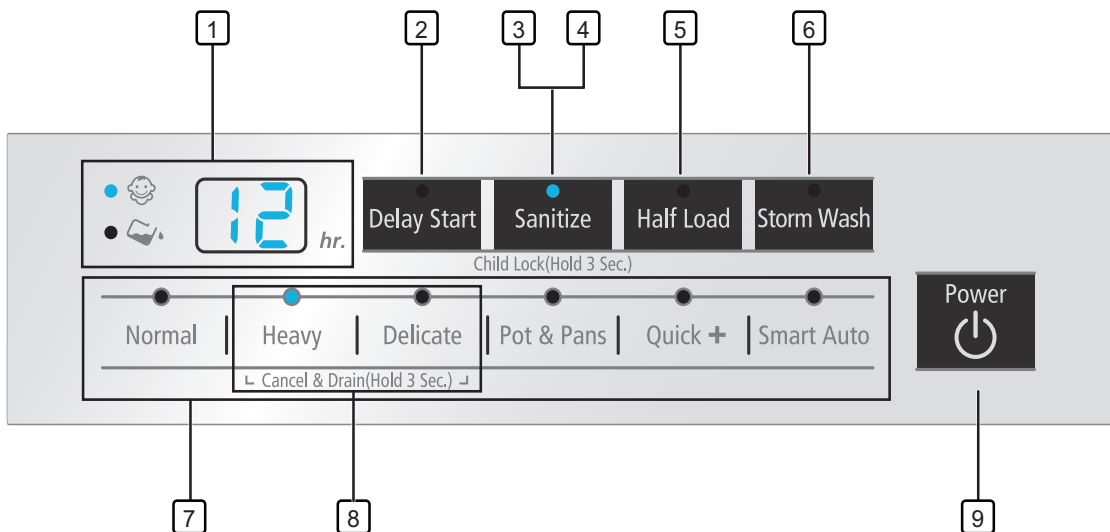 1 2 3 4 5 6
12 hr.
Delay Start Sanitize Half Load Storm Wash
Child Lock(Hold 3 Sec.)
Power
Normal Heavy Delicate Pot & Pans Quick + Smart Auto
Cancel & Drain(Hold 3 Sec.)
7 8 9